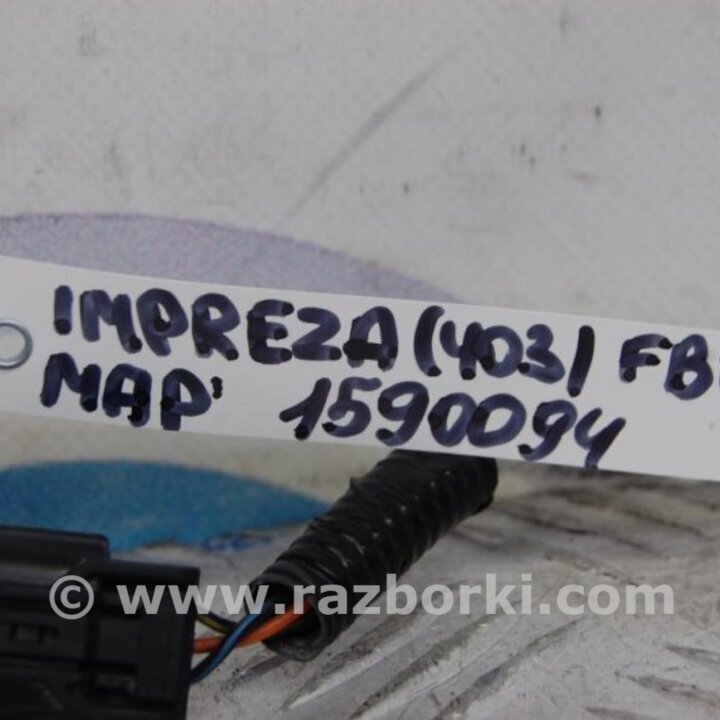 IMPREZA (403) FB
MAP' 1590094
© www.razborki.com